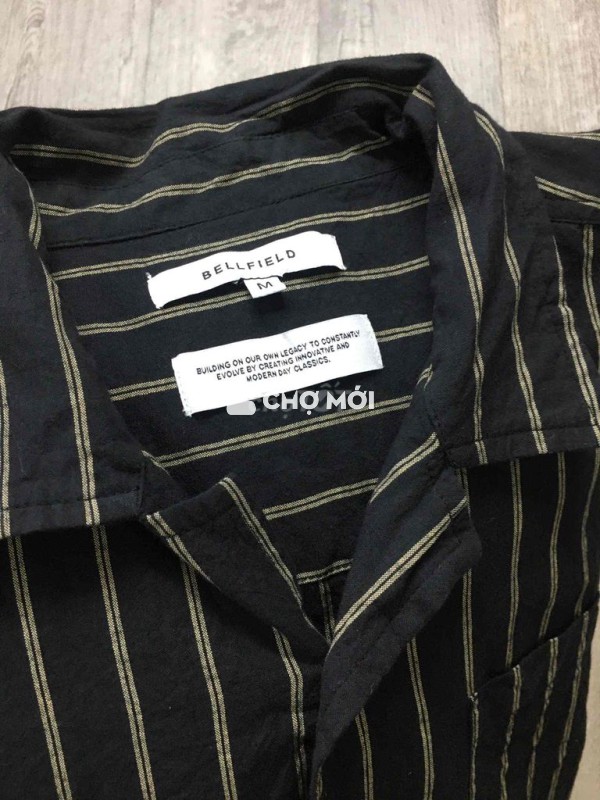 BELLFIELD
M
BUILDING ON OUR OWN LEGACY TO CONSTANTLY
EVOLVE BY CREATING INNOVATIVE AND
MODERN DAY CLASSICS.
CHỢ MỚI